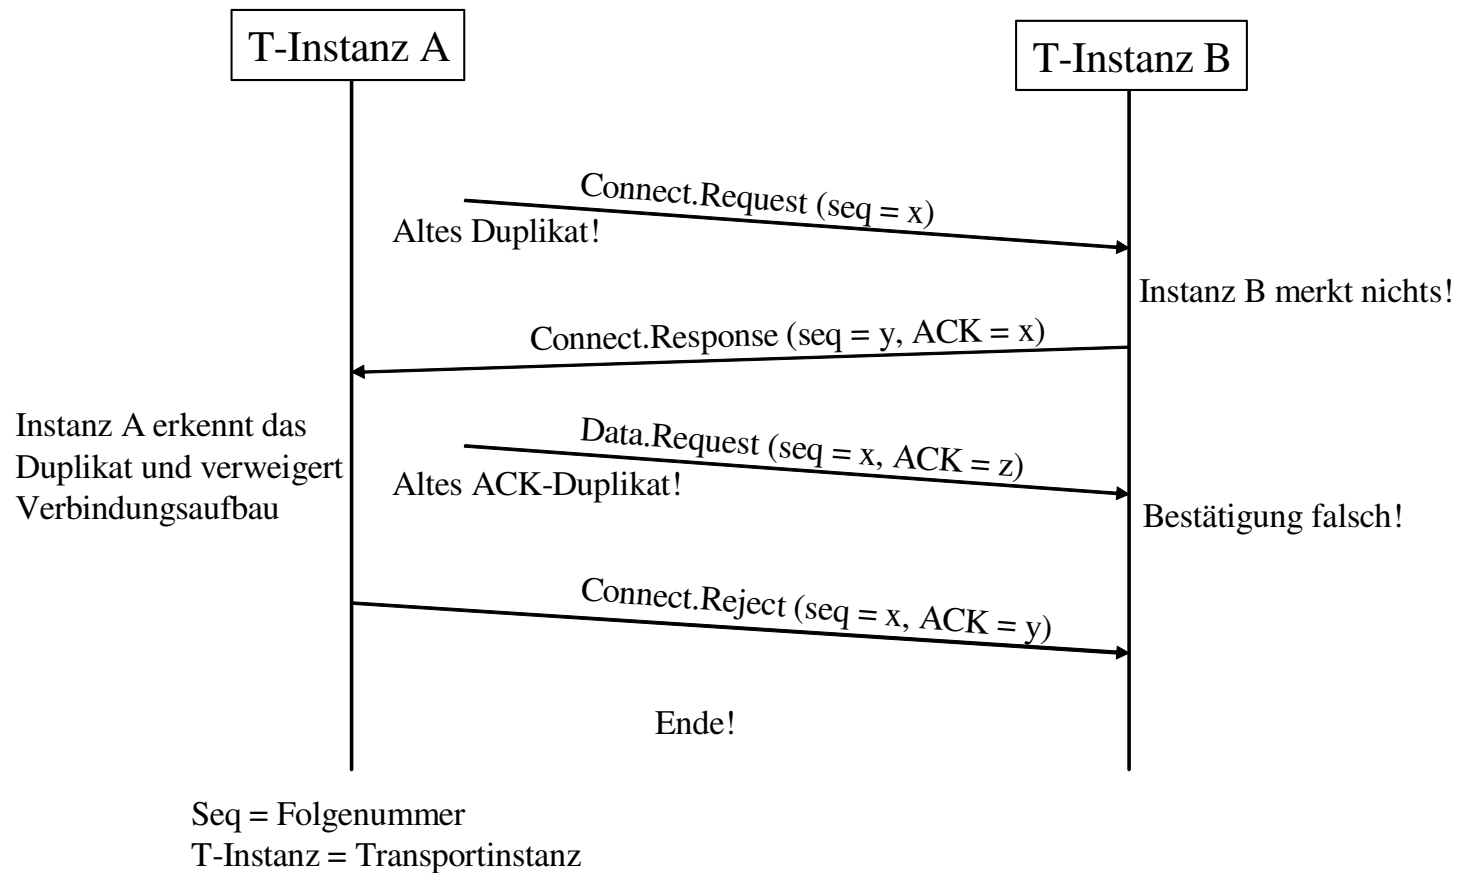 T-Instanz A
T-Instanz B
Connect.Request (seq = x)
Altes Duplikat!
Instanz B merkt nichts!
Connect.Response (seq = y, ACK = x)
Instanz A erkennt das
Duplikat und verweigert
Verbindungsaufbau
Data.Request (seq = x, ACK = z)
Altes ACK-Duplikat!
Bestätigung falsch!
Connect.Reject (seq = x, ACK = y)
Ende!
Seq = Folgenummer
T-Instanz = Transportinstanz